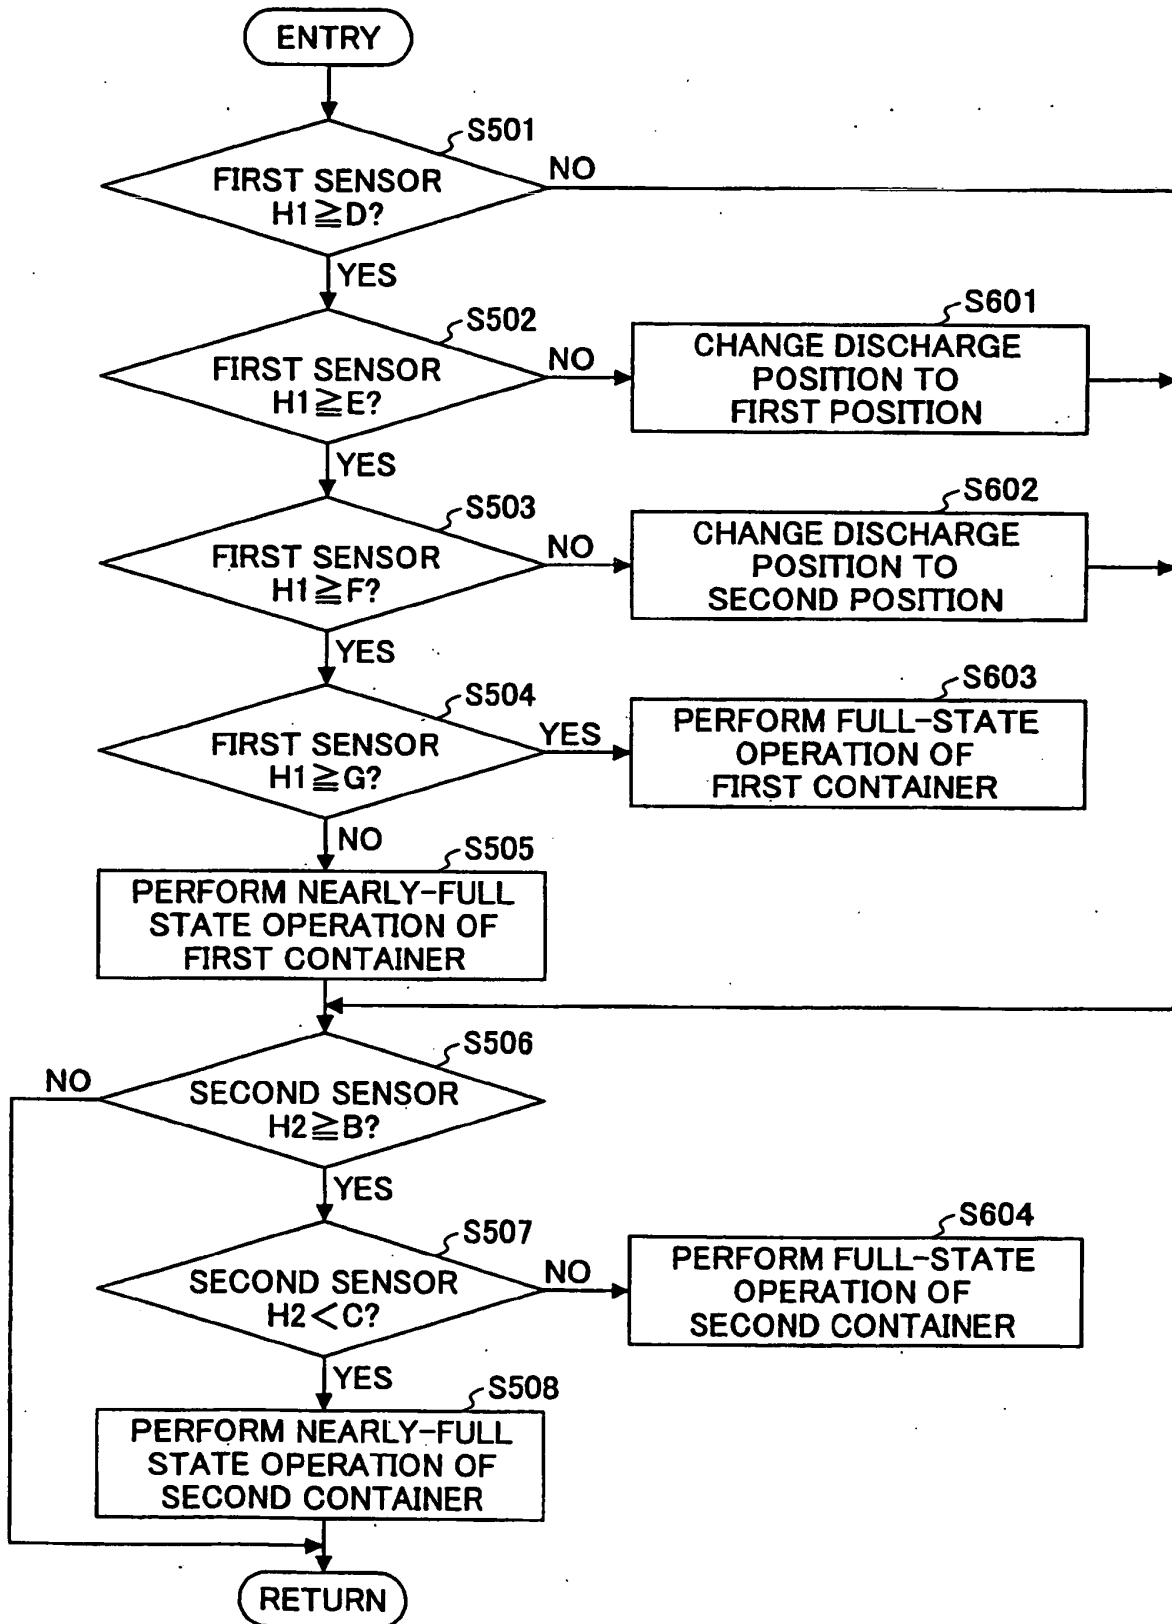 ENTRY
S501
FIRST SENSOR
H1≧D?
NO
YES
S502
FIRST SENSOR
H1≧E?
NO
S601
CHANGE DISCHARGE
POSITION TO
FIRST POSITION
YES
S503
FIRST SENSOR
H1≧F?
NO
S602
CHANGE DISCHARGE
POSITION TO
SECOND POSITION
YES
S504
FIRST SENSOR
H1≧G?
YES
S603
PERFORM FULL-STATE
OPERATION OF
FIRST CONTAINER
NO
S505
PERFORM NEARLY-FULL
STATE OPERATION OF
FIRST CONTAINER
S506
NO
SECOND SENSOR
H2≧B?
YES
S507
SECOND SENSOR
H2<C?
NO
S604
PERFORM FULL-STATE
OPERATION OF
SECOND CONTAINER
YES
S508
PERFORM NEARLY-FULL
STATE OPERATION OF
SECOND CONTAINER
RETURN